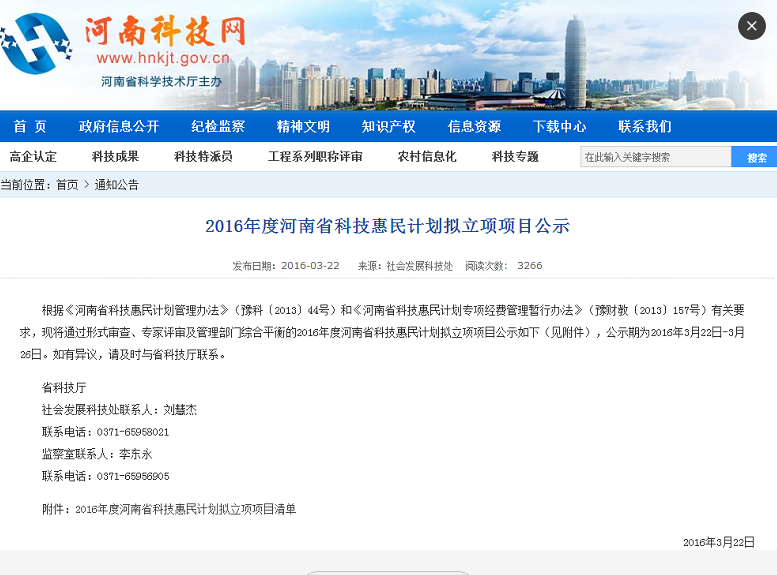 河南科技网
www.hnkjt.gov.cn
河南省科学技术厅主办
首 页 政府信息公开 纪检监察 精神文明 知识产权 信息资源 下载中心 联系我们
高企认定 科技成果 科技特派员 工程系列职称评审 农村信息化 科技专题 在此输入关键字搜索 搜索
当前位置：首页 > 通知公告
2016年度河南省科技惠民计划拟立项项目公示
发布日期：2016-03-22 来源：社会发展科技处 阅读次数： 3266
根据《河南省科技惠民计划管理办法》（豫科〔2013〕44号）和《河南省科技惠民计划专项经费管理暂行办法》（豫财教〔2013〕157号）有关要
求，现将通过形式审查、专家评审及管理部门综合平衡的2016年度河南省科技惠民计划拟立项项目公示如下（见附件），公示期为2016年3月22日-3月
26日。如有异议，请及时与省科技厅联系。
省科技厅
社会发展科技处联系人：刘慧杰
联系电话：0371-65958021
监察室联系人：李东永
联系电话：0371-65956905
附件：2016年度河南省科技惠民计划拟立项项目清单
2016年3月22日